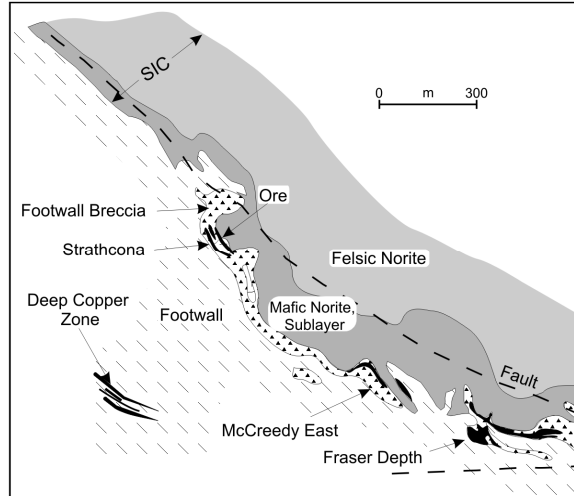 SIC
m
0
300
Ore
Footwall Breccia
Strathcona
Felsic Norite
Deep Copper
Zone
Footwall
Mafic Norite,
Sublayer
Fault
McCreedy East
Fraser Depth